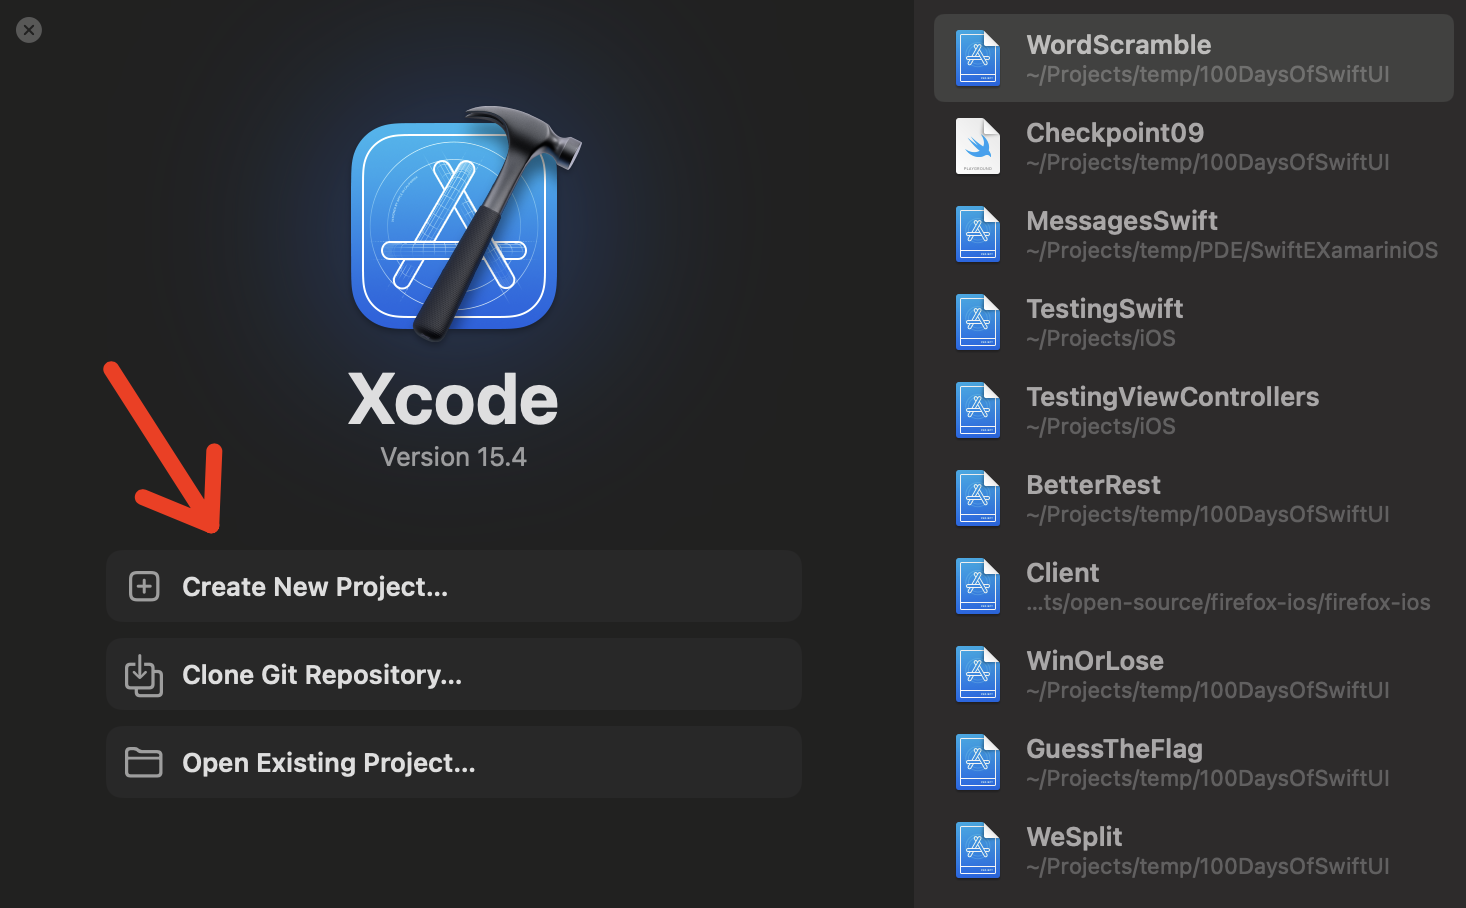 Xcode
Version 15.4
Create New Project...
Clone Git Repository...
Open Existing Project...
WordScramble
~/Projects/temp/100DaysOfSwiftUI
Checkpoint09
~/Projects/temp/100DaysOfSwiftUI
PLAYGROUND
MessagesSwift
~/Projects/temp/PDE/SwiftEXamariniOS
TestingSwift
~/Projects/iOS
TestingViewControllers
~/Projects/iOS
BetterRest
~/Projects/temp/100DaysOfSwiftUI
Client
...ts/open-source/firefox-ios/firefox-ios
WinOrLose
~/Projects/temp/100DaysOfSwiftUI
GuessTheFlag
~/Projects/temp/100DaysOfSwiftUI
WeSplit
~/Projects/temp/100DaysOfSwiftUI